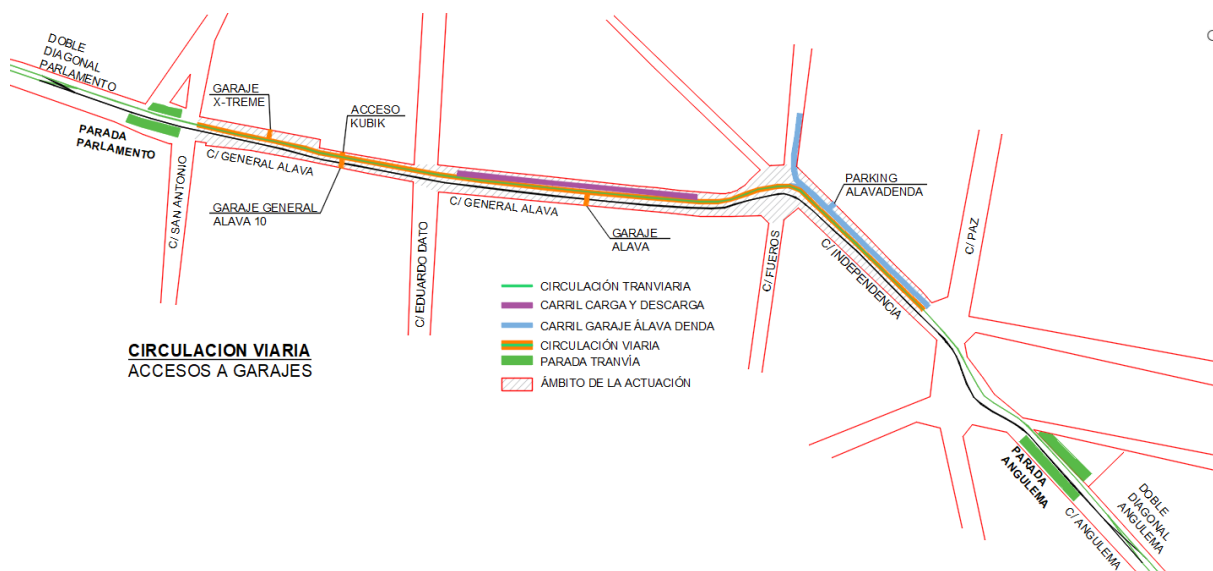 DOBLE
DIAGONAL
PARLAMENTO
GARAJE
X-TREME
ACCESO
KUBIK
PARADA
PARLAMENTO
C/ GENERAL ALAVA
C/ SAN ANTONIO
GARAJE GENERAL
ALAVA 10
C/ EDUARDO DATO
C/ GENERAL ALAVA
GARAJE
ALAVA
PARKING
ALAVADENDA
C/ FUEROS
C/ INDEPENDENCIA
C/ PAZ
CIRCULACIÓN TRANVIARIA
CARRIL CARGA Y DESCARGA
CARRIL GARAJE ÁLAVA DENDA
CIRCULACIÓN VIARIA
PARADA TRANVÍA
ÁMBITO DE LA ACTUACIÓN
CIRCULACION VIARIA
ACCESOS A GARAJES
PARADA
ANGULEMA
C/ ANGULEMA
DOBLE
DIAGONAL
ANGULEMA